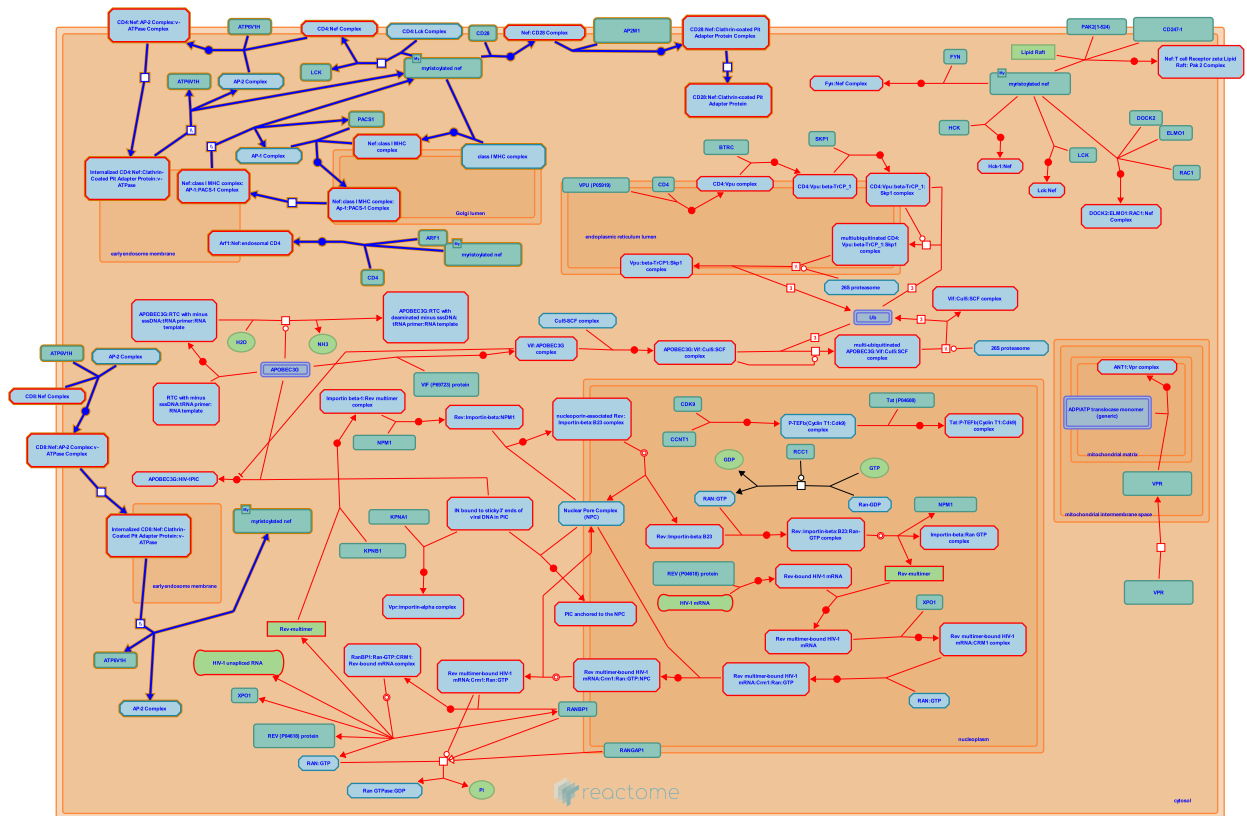 CD4:Nef:AP-2 Complex:v-
ATPase Complex
ATP6V1H
CD4:Nef Complex
CD4:Lck Complex
CD28
Nef:CD28 Complex
AP2M1
CD28:Nef:Clathrin-coated Pit
Adapter Protein Complex
PAK2(1-524)
CD247-1
LCK
AP-2 Complex
ATP6V1H
My
myristoylated nef
CD28:Nef:Clathrin-coated Pit
Adapter Protein
Lipid Raft
Nef:T cell Receptor zeta:Lipid
Raft: Pak 2 Complex
FYN
Fyn:Nef Complex
My
myristoylated nef
HCK
Hck-1:Nef
LCK
Lck:Nef
DOCK2
ELMO1
RAC1
DOCK2:ELMO1:RAC1:Nef
Complex
PACS1
AP-1 Complex
Nef:class I MHC
complex
class I MHC complex
Internalized CD4:Nef:Clathrin-
Coated Pit Adapter Protein:v-
ATPase
Nef:class I MHC complex:
AP-1:PACS-1 Complex
Nef:class I MHC complex:
Ap-1:PACS-1 Complex
Golgi lumen
Arf1:Nef:endosomal CD4
early endosome membrane
ARF1
My
myristoylated nef
CD4
BTRC
SKP1
VPU (P05919)
CD4
CD4:Vpu complex
CD4:Vpu:beta-TrCP_1
CD4:Vpu:beta-TrCP_1:
Skp1 complex
endoplasmic reticulum lumen
multiubiquitinated CD4:
Vpu:beta-TrCP_1:Skp1
complex
Vpu:beta-TrCP1:Skp1
complex
26S proteasome
3
3
Ub
Vif:Cul5:SCF complex
APOBEC3G:RTC with minus
sssDNA:tRNA primer:RNA
template
APOBEC3G:RTC with
deaminated minus sssDNA:
tRNA primer:RNA template
H2O
NH3
APOBEC3G
RTC with minus
sssDNA:tRNA primer:
RNA template
Cul5-SCF complex
Vif:APOBEC3G
complex
APOBEC3G:Vif:Cul5:SCF
complex
multi-ubiquitinated
APOBEC3G:Vif:Cul5:SCF
complex
3
3
26S proteasome
VIF (P69723) protein
ATP6V1H
AP-2 Complex
CD8:Nef Complex
CD8:Nef:AP-2 Complex:v-
ATPase Complex
Importin beta-1:Rev multimer
complex
NPM1
Rev:Importin-beta:NPM1
nucleoporin-associated Rev:
Importin-beta:B23 complex
CDK9
CCNT1
P-TEFb(Cyclin T1:Cdk9)
complex
Tat (P04608)
Tat:P-TEFb(Cyclin T1:Cdk9)
complex
ANT1:Vpr complex
ADP/ATP translocase monomer
(generic)
mitochondrial matrix
VPR
mitochondrial intermembrane space
VPR
APOBEC3G:HIV-1PIC
IN bound to sticky 3' ends of
viral DNA in PIC
Nuclear Pore Complex
(NPC)
GDP
RCC1
GTP
RAN:GTP
Ran-GDP
NPM1
Rev:Importin-beta:B23
Rev:Importin-beta:B23:Ran-
GTP complex
Importin-beta:Ran GTP
complex
Rev-multimer
Internalized CD8:Nef:Clathrin-
Coated Pit Adapter Protein:v-
ATPase
My
myristoylated nef
early endosome membrane
KPNA1
KPNB1
Vpr:importin-alpha complex
PIC anchored to the NPC
REV (P04618) protein
HIV-1 mRNA
Rev-bound HIV-1 mRNA
Rev multimer-bound HIV-1
mRNA
XPO1
Rev multimer-bound HIV-1
mRNA:CRM1 complex
Rev-multimer
ATP6V1H
AP-2 Complex
HIV-1 unspliced RNA
XPO1
REV (P04618) protein
RAN:GTP
RanBP1:Ran-GTP:CRM1:
Rev-bound mRNA complex
Rev multimer-bound HIV-1
mRNA:Crm1:Ran:GTP
Rev multimer-bound HIV-1
mRNA:Crm1:Ran:GTP:NPC
Rev multimer-bound HIV-1
mRNA:Crm1:Ran:GTP
RAN:GTP
RANBP1
RANGAP1
nucleoplasm
Ran GTPase:GDP
Pi
reactome
cytosol